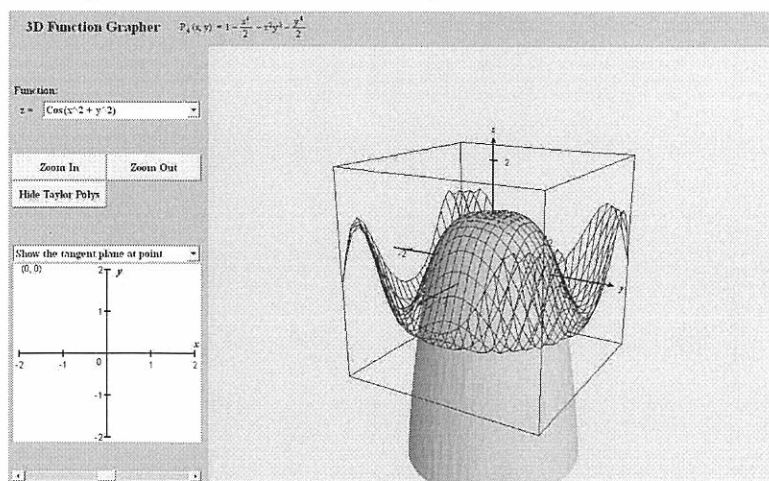 3D Function Grapher P₄(x, y) = 1 - x⁴/2 - x²y² - y⁴/2
Function:
z = Cos(x^2 + y^2)
Zoom In Zoom Out
Hide Taylor Polys
Show the tangent plane at point
(0, 0)
2 y
1
x
-2 -1 0 1 2
-1
-2
z
2
-2
y